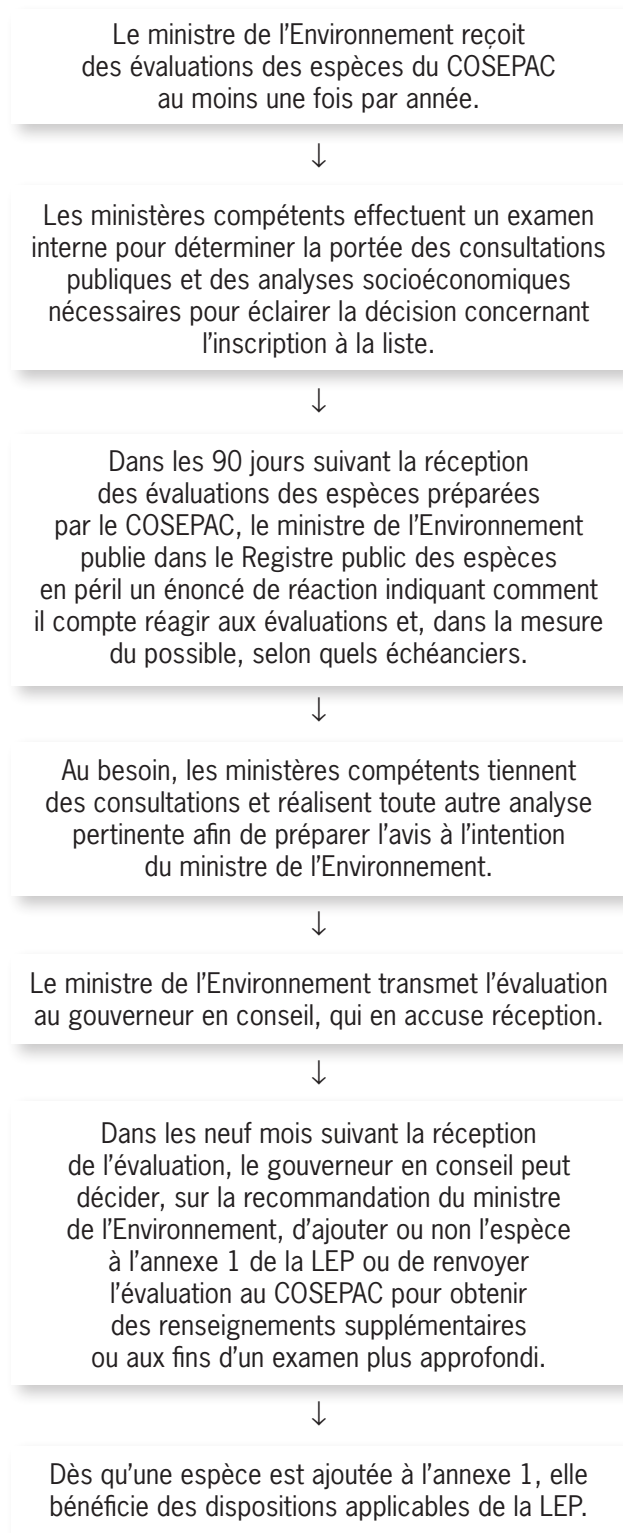 Le ministre de l'Environnement reçoit
des évaluations des espèces du COSEPAC
au moins une fois par année.
↓
Les ministères compétents effectuent un examen
interne pour déterminer la portée des consultations
publiques et des analyses socioéconomiques
nécessaires pour éclairer la décision concernant
l'inscription à la liste.
↓
Dans les 90 jours suivant la réception
des évaluations des espèces préparées
par le COSEPAC, le ministre de l'Environnement
publie dans le Registre public des espèces
en péril un énoncé de réaction indiquant comment
il compte réagir aux évaluations et, dans la mesure
du possible, selon quels échéanciers.
↓
Au besoin, les ministères compétents tiennent
des consultations et réalisent toute autre analyse
pertinente afin de préparer l'avis à l'intention
du ministre de l'Environnement.
↓
Le ministre de l'Environnement transmet l'évaluation
au gouverneur en conseil, qui en accuse réception.
↓
Dans les neuf mois suivant la réception
de l'évaluation, le gouverneur en conseil peut
décider, sur la recommandation du ministre
de l'Environnement, d'ajouter ou non l'espèce
à l'annexe 1 de la LEP ou de renvoyer
l'évaluation au COSEPAC pour obtenir
des renseignements supplémentaires
ou aux fins d'un examen plus approfondi.
↓
Dès qu'une espèce est ajoutée à l'annexe 1, elle
bénéficie des dispositions applicables de la LEP.